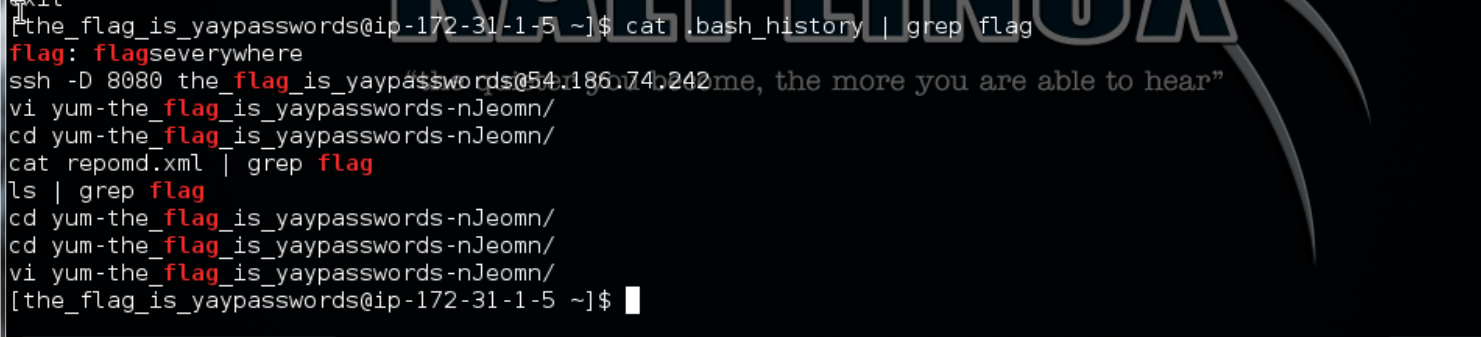 exit
[the_flag_is_yaypasswords@ip-172-31-1-5 ~]$ cat .bash_history | grep flag
KALI LINUX
flag: flagseverywhere
ssh -D 8080 the_flag_is_yaypasswords@54.186.74.242
“the quieter you become, the more you are able to hear”
vi yum-the_flag_is_yaypasswords-nJeomn/
cd yum-the_flag_is_yaypasswords-nJeomn/
cat repomd.xml | grep flag
ls | grep flag
cd yum-the_flag_is_yaypasswords-nJeomn/
cd yum-the_flag_is_yaypasswords-nJeomn/
vi yum-the_flag_is_yaypasswords-nJeomn/
[the_flag_is_yaypasswords@ip-172-31-1-5 ~]$